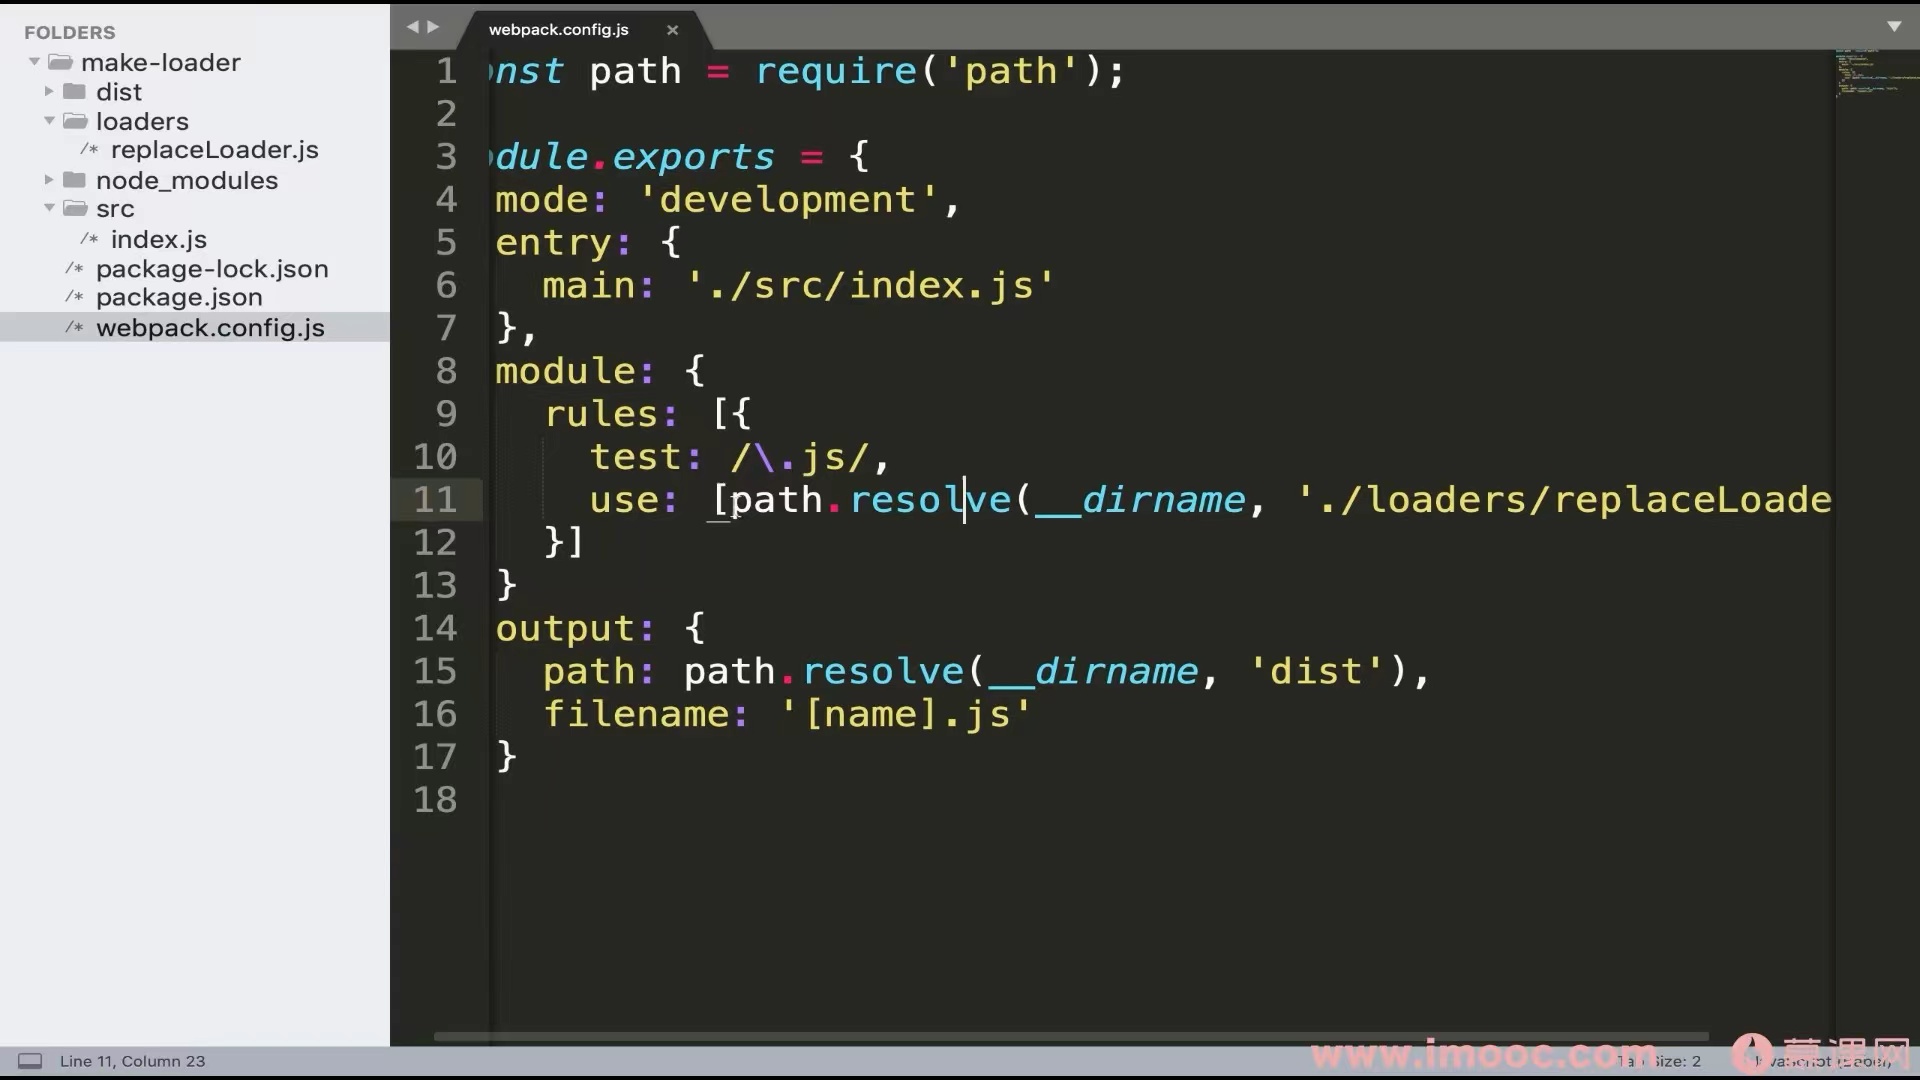 FOLDERS
make-loader
dist
loaders
/* replaceLoader.js
node_modules
src
/* index.js
/* package-lock.json
/* package.json
/* webpack.config.js
webpack.config.js ×
1 onst path = require('path');
2
3 odule.exports = {
4 mode: 'development',
5 entry: {
6 main: './src/index.js'
7 },
8 module: {
9 rules: [{
10 test: /\.js/,
11 use: [path.resolve(__dirname, './loaders/replaceLoade
12 }]
13 }
14 output: {
15 path: path.resolve(__dirname, 'dist'),
16 filename: '[name].js'
17 }
18
Line 11, Column 23
www.imooc.com
Tab Size: 2
慕课网